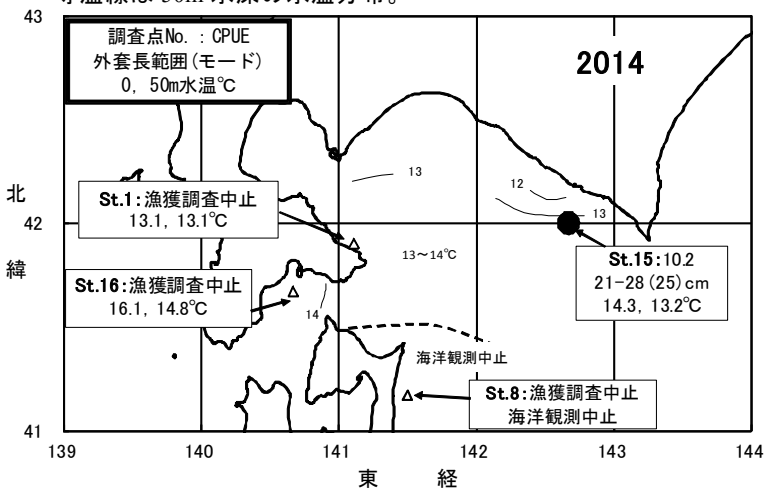 水温線は 50m 水深の水温分布。
43
調査点No. : CPUE
外套長範囲(モード)
0, 50m水温℃
2014
13
12
13
北
緯
St.1:漁獲調査中止
13.1, 13.1℃
42
13～14℃
St.15:10.2
21-28 (25) cm
14.3, 13.2℃
St.16:漁獲調査中止
16.1, 14.8℃
14
海洋観測中止
St.8:漁獲調査中止
海洋観測中止
41
139
140
141
142
143
144
東 経